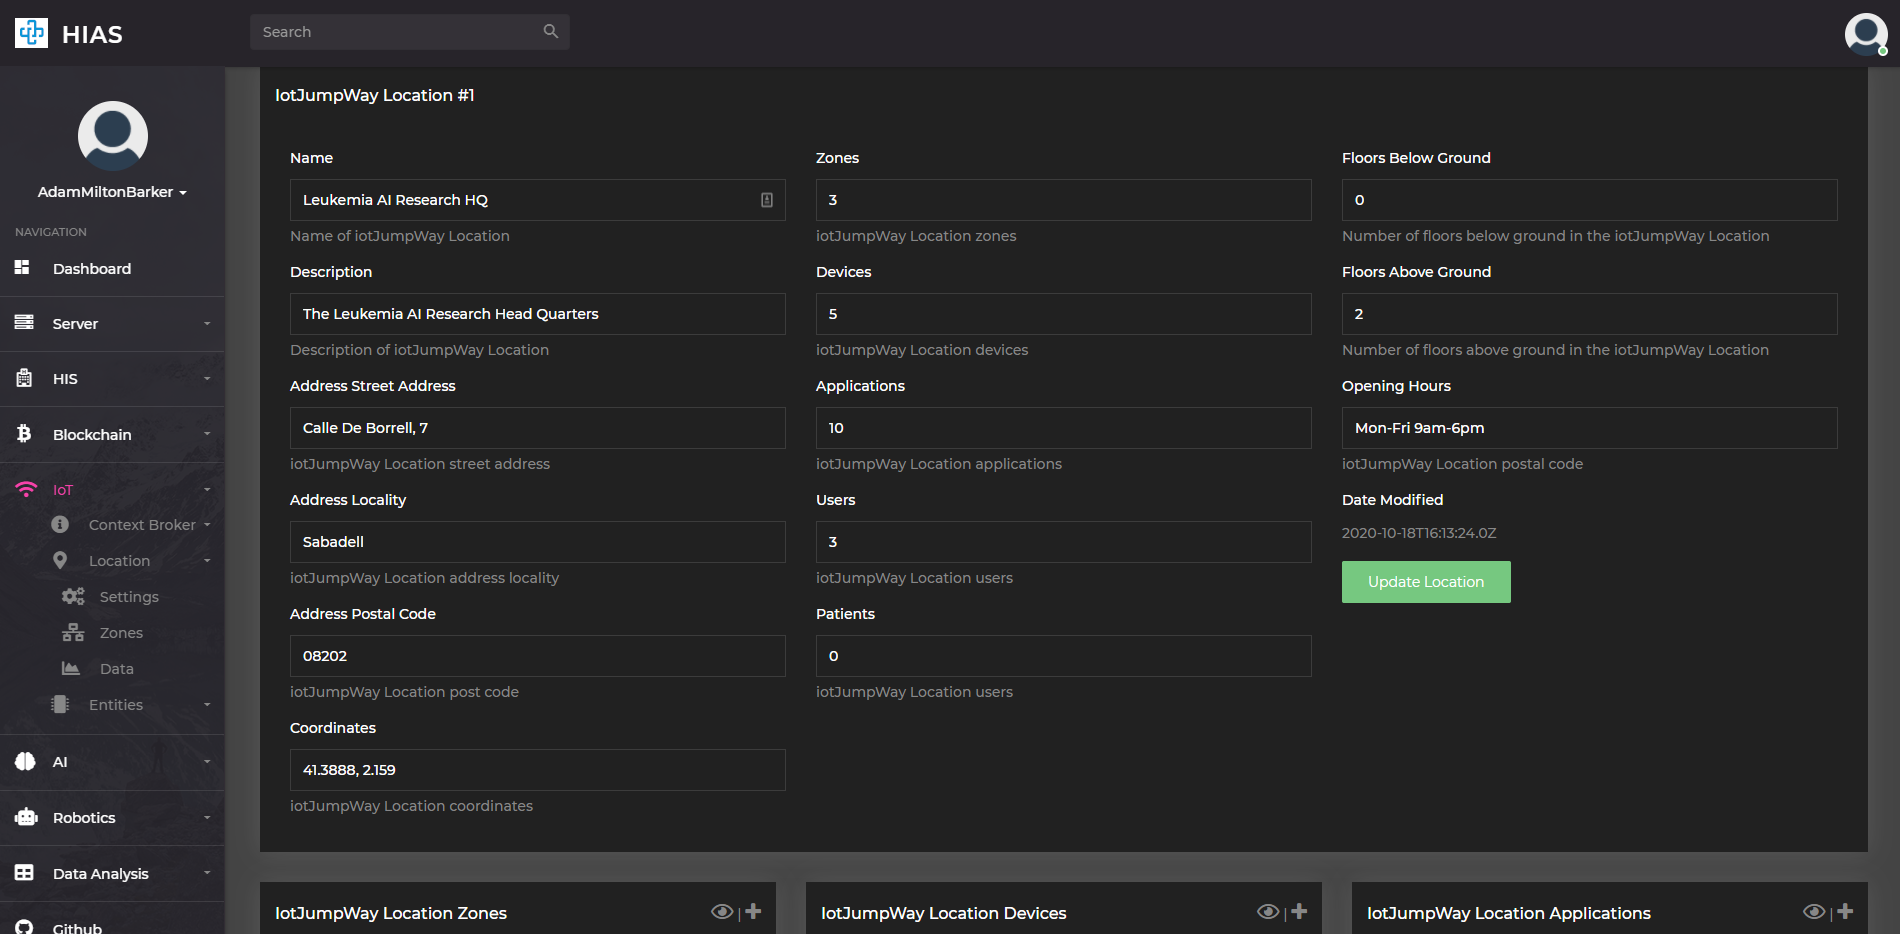 HIAS
Search
AdamMiltonBarker
NAVIGATION
Dashboard
Server
HIS
Blockchain
IoT
Context Broker
Location
Settings
Zones
Data
Entities
AI
Robotics
Data Analysis
Github
IotJumpWay Location #1
Name
Leukemia AI Research HQ
Name of iotJumpWay Location
Description
The Leukemia AI Research Head Quarters
Description of iotJumpWay Location
Address Street Address
Calle De Borrell, 7
iotJumpWay Location street address
Address Locality
Sabadell
iotJumpWay Location address locality
Address Postal Code
08202
iotJumpWay Location post code
Coordinates
41.3888, 2.159
iotJumpWay Location coordinates
Zones
3
iotJumpWay Location zones
Devices
5
iotJumpWay Location devices
Applications
10
iotJumpWay Location applications
Users
3
iotJumpWay Location users
Patients
0
iotJumpWay Location users
Floors Below Ground
0
Number of floors below ground in the iotJumpWay Location
Floors Above Ground
2
Number of floors above ground in the iotJumpWay Location
Opening Hours
Mon-Fri 9am-6pm
iotJumpWay Location postal code
Date Modified
2020-10-18T16:13:24.0Z
Update Location
IotJumpWay Location Zones
|
IotJumpWay Location Devices
|
IotJumpWay Location Applications
|